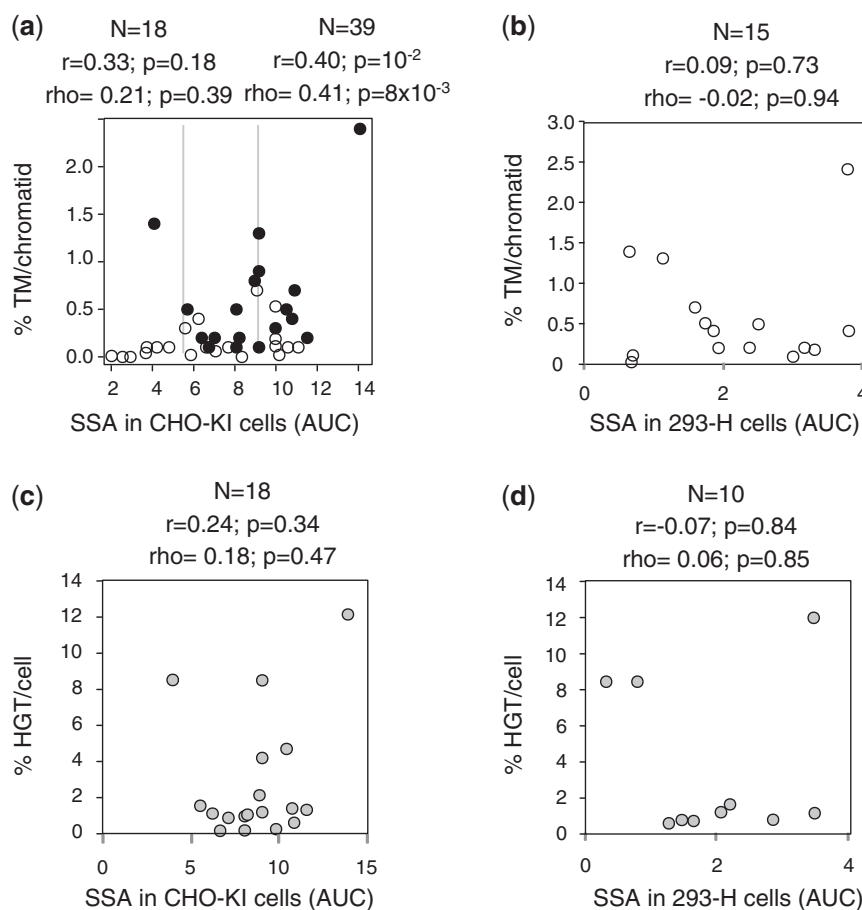 (a)
N=18
N=39
r=0.33; p=0.18
r=0.40; p=10-2
rho= 0.21; p=0.39
rho= 0.41; p=8x10-3
% TM/chromatid
2.0
1.5
1.0
0.5
0.0
2 4 6 8 10 12 14
SSA in CHO-KI cells (AUC)
(b)
N=15
r=0.09; p=0.73
rho= -0.02; p=0.94
% TM/chromatid
3.0
2.5
2.0
1.5
1.0
0.5
0.0
0 2 4
SSA in 293-H cells (AUC)
(c)
N=18
r=0.24; p=0.34
rho= 0.18; p=0.47
% HGT/cell
14
12
10
8
6
4
2
0
0 5 10 15
SSA in CHO-KI cells (AUC)
(d)
N=10
r=-0.07; p=0.84
rho= 0.06; p=0.85
% HGT/cell
14
12
10
8
6
4
2
0
0 2 4
SSA in 293-H cells (AUC)